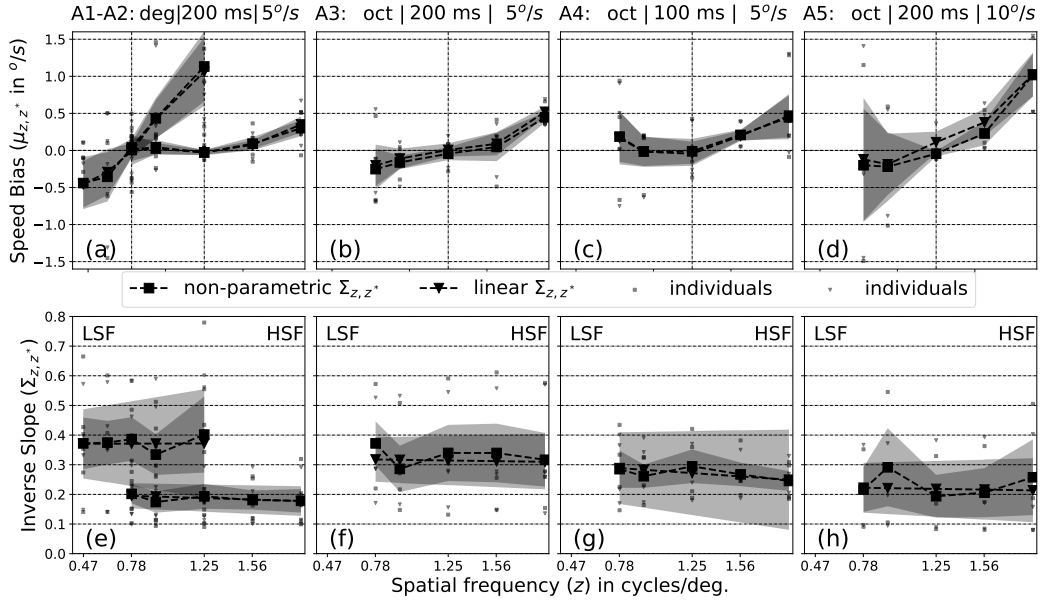 A1-A2: deg|200 ms|5°/s
A3: oct | 200 ms | 5°/s
A4: oct | 100 ms | 5°/s
A5: oct | 200 ms | 10°/s
Speed Bias (μz,z* in °/s)
1.5
1.0
0.5
0.0
−0.5
−1.0
−1.5
(a)
(b)
(c)
(d)
non-parametric Σz,z*
linear Σz,z*
individuals
individuals
Inverse Slope (Σz,z*)
0.8
0.7
0.6
0.5
0.4
0.3
0.2
0.1
0.0
LSF HSF
LSF HSF
LSF HSF
LSF HSF
(e)
(f)
(g)
(h)
0.47 0.78 1.25 1.56
0.47 0.78 1.25 1.56
0.47 0.78 1.25 1.56
0.47 0.78 1.25 1.56
Spatial frequency (z) in cycles/deg.